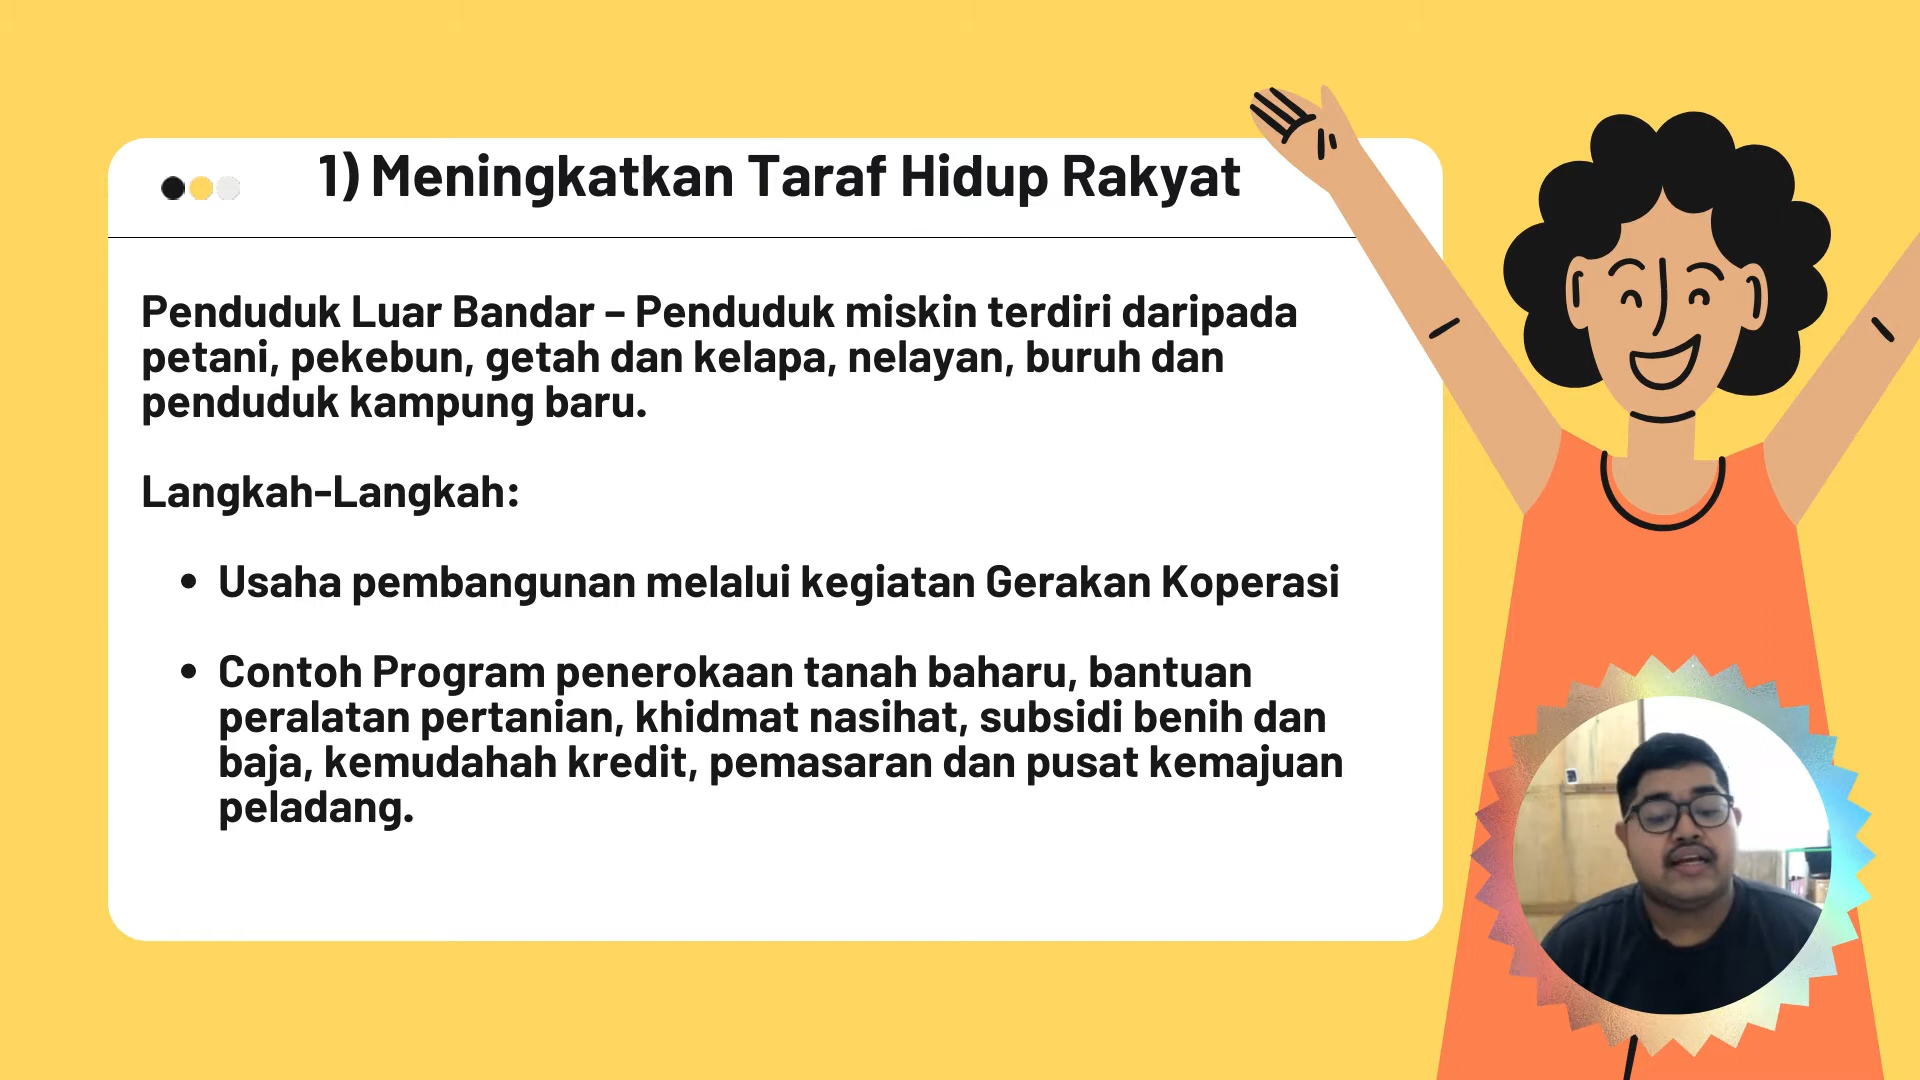 1) Meningkatkan Taraf Hidup Rakyat
Penduduk Luar Bandar – Penduduk miskin terdiri daripada
petani, pekebun, getah dan kelapa, nelayan, buruh dan
penduduk kampung baru.
Langkah-Langkah:
• Usaha pembangunan melalui kegiatan Gerakan Koperasi
• Contoh Program penerokaan tanah baharu, bantuan
peralatan pertanian, khidmat nasihat, subsidi benih dan
baja, kemudahah kredit, pemasaran dan pusat kemajuan
peladang.